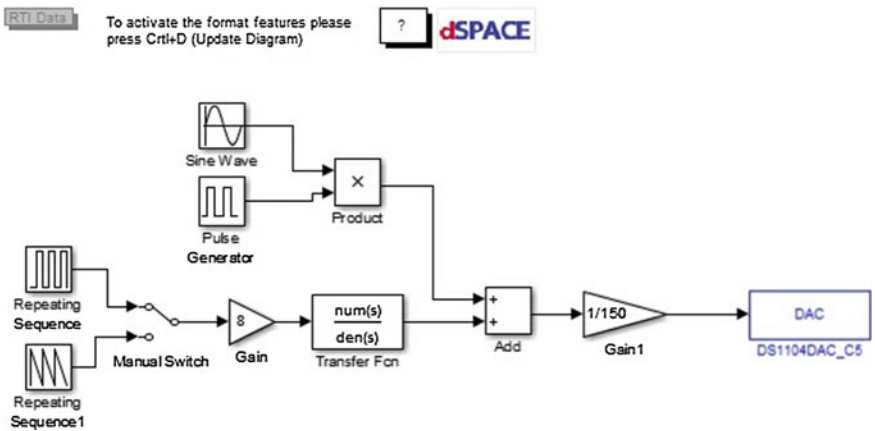 RTI Data
To activate the format features please
press Crtl+D (Update Diagram)
?
dSPACE
Sine Wave
×
Product
Pulse
Generator
Repeating
Sequence
Manual Switch
8
Gain
num(s)
den(s)
Transfer Fcn
+
+
Add
1/150
Gain1
DAC
DS1104DAC_C5
Repeating
Sequence1